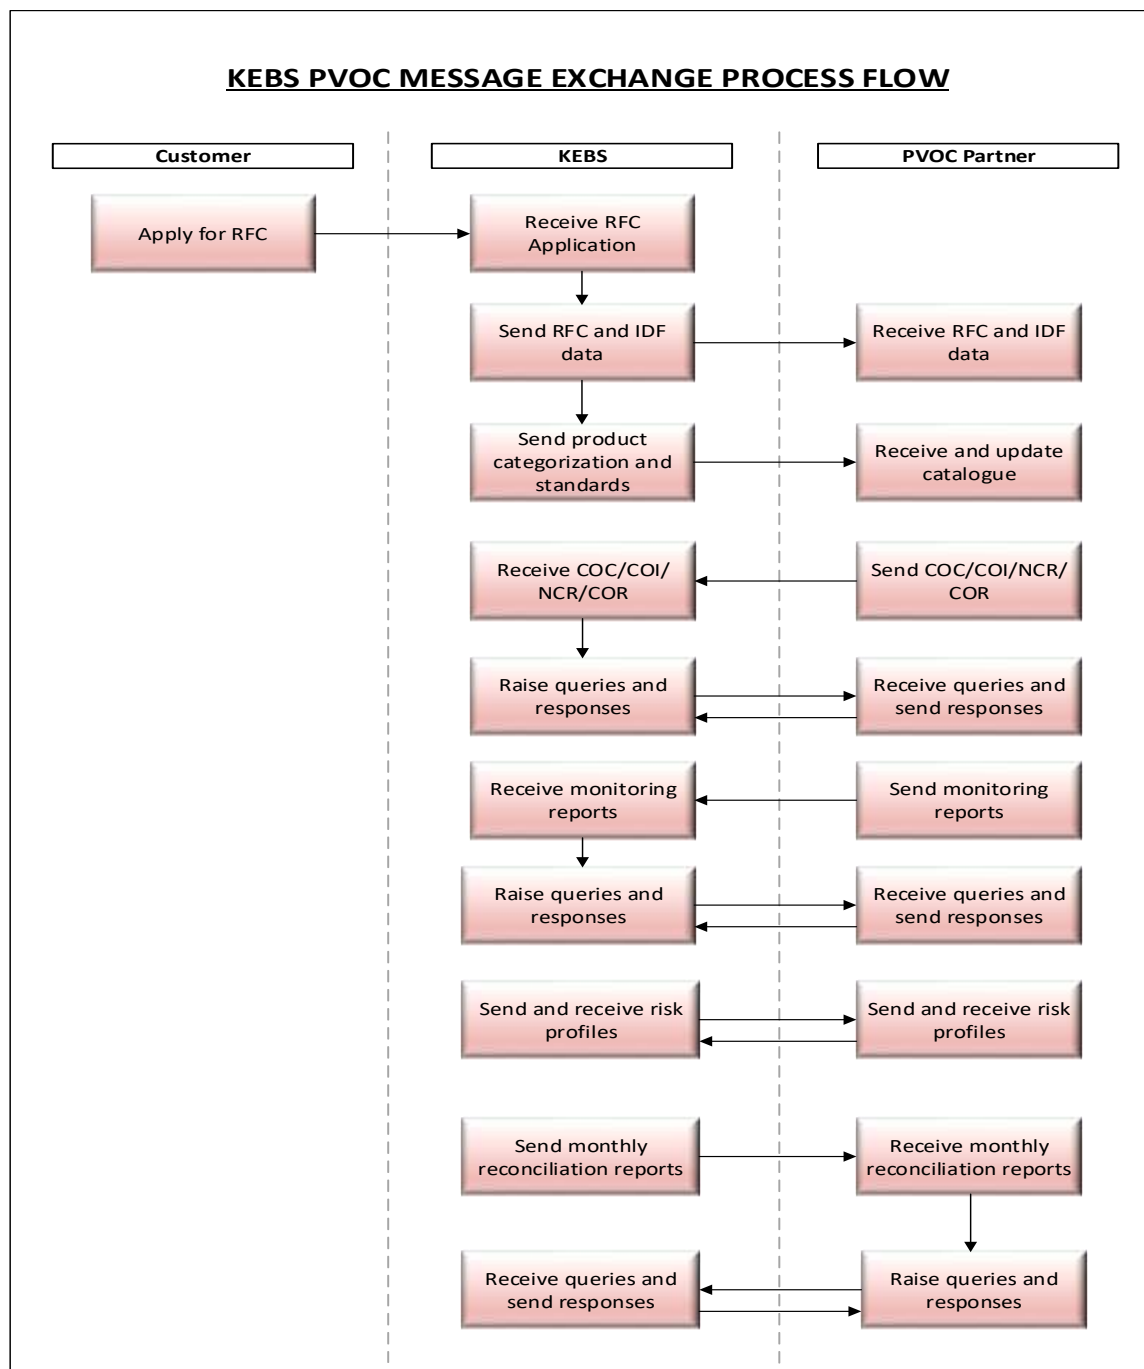 KEBS PVOC MESSAGE EXCHANGE PROCESS FLOW
Customer
KEBS
PVOC Partner
Apply for RFC
Receive RFC
Application
Send RFC and IDF
data
Receive RFC and IDF
data
Send product
categorization and
standards
Receive and update
catalogue
Receive COC/COI/
NCR/COR
Send COC/COI/NCR/
COR
Raise queries and
responses
Receive queries and
send responses
Receive monitoring
reports
Send monitoring
reports
Raise queries and
responses
Receive queries and
send responses
Send and receive risk
profiles
Send and receive risk
profiles
Send monthly
reconciliation reports
Receive monthly
reconciliation reports
Receive queries and
send responses
Raise queries and
responses